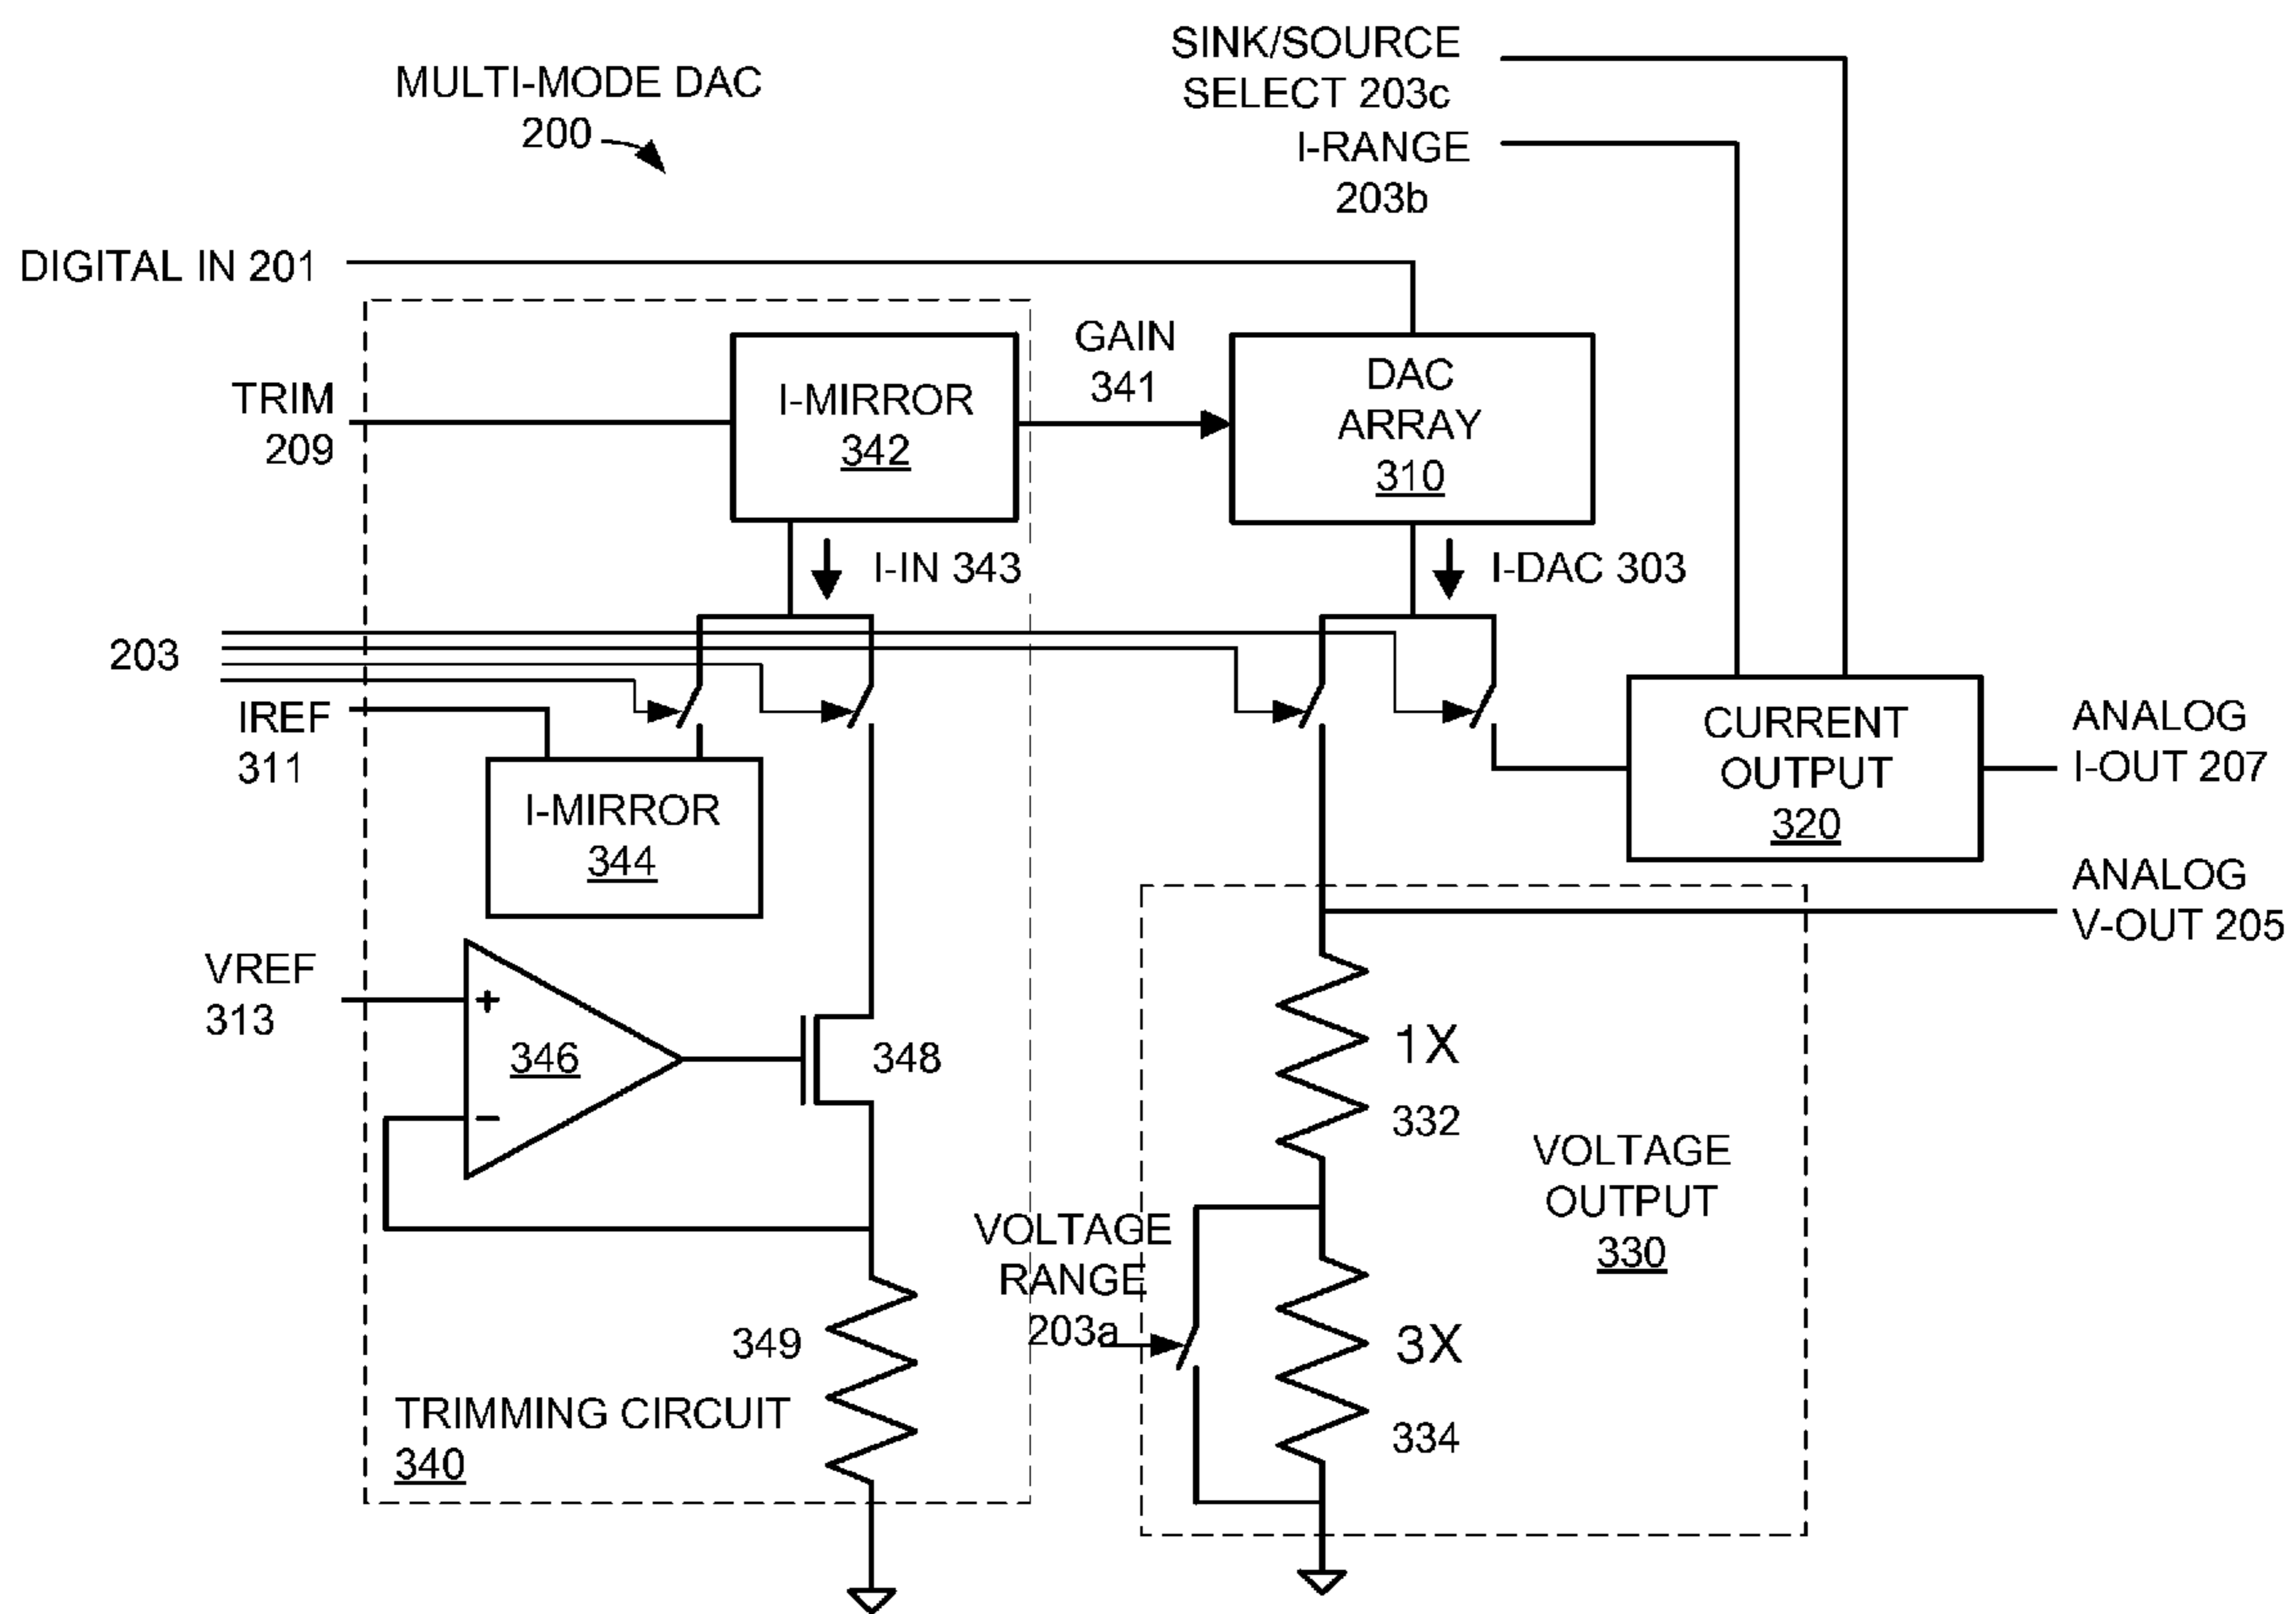 SINK/SOURCE
SELECT 203c
MULTI-MODE DAC
200
I-RANGE
203b
DIGITAL IN 201
GAIN
341
DAC
ARRAY
310
TRIM
209
I-MIRROR
342
I-IN 343
I-DAC 303
203
IREF
311
I-MIRROR
344
CURRENT
OUTPUT
320
ANALOG
I-OUT 207
ANALOG
V-OUT 205
VREF
313
+
346
−
348
1X
332
VOLTAGE
OUTPUT
330
VOLTAGE
RANGE
203a
349
3X
334
TRIMMING CIRCUIT
340